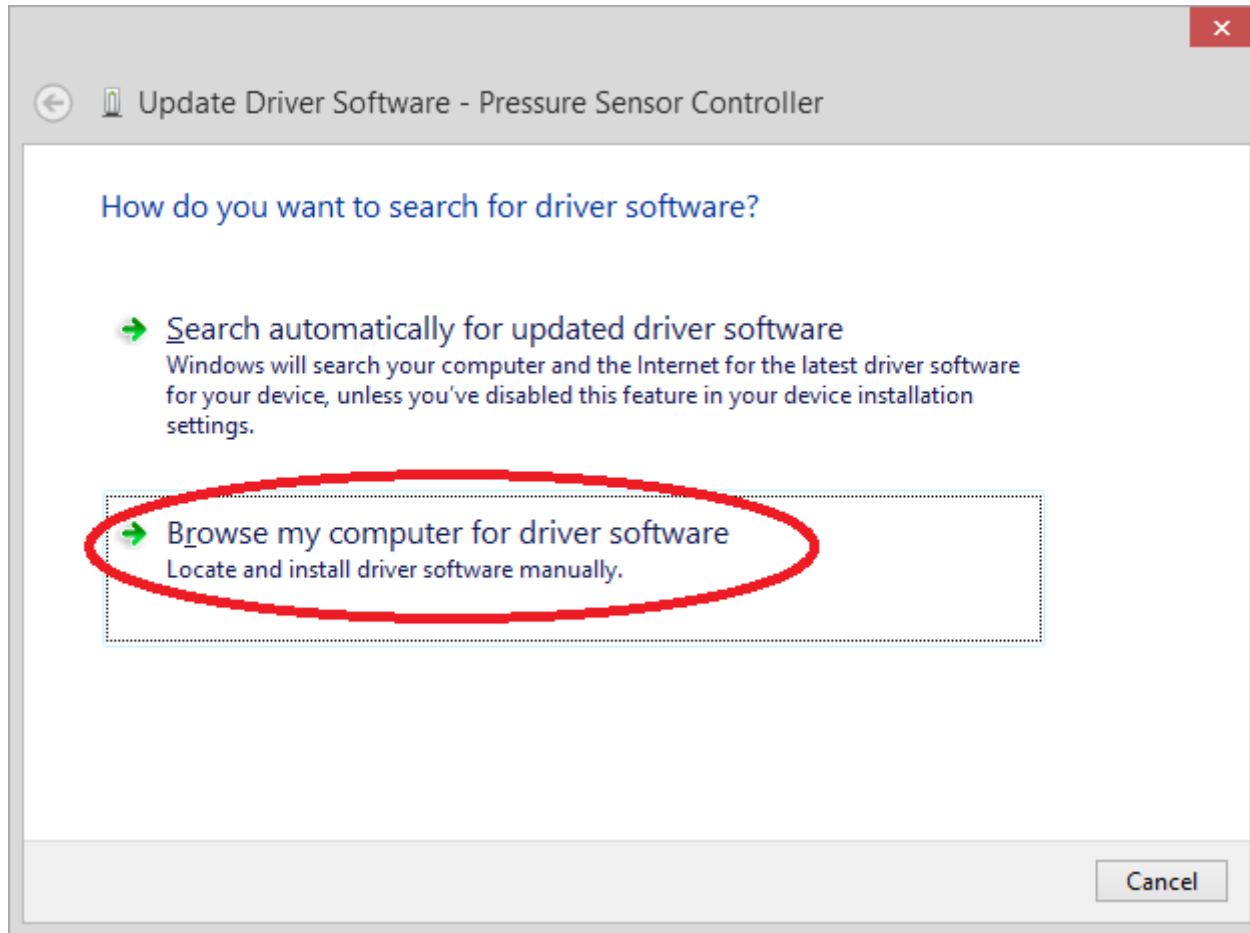 Update Driver Software - Pressure Sensor Controller
How do you want to search for driver software?
Search automatically for updated driver software
Windows will search your computer and the Internet for the latest driver software
for your device, unless you've disabled this feature in your device installation
settings.
Browse my computer for driver software
Locate and install driver software manually.
Cancel